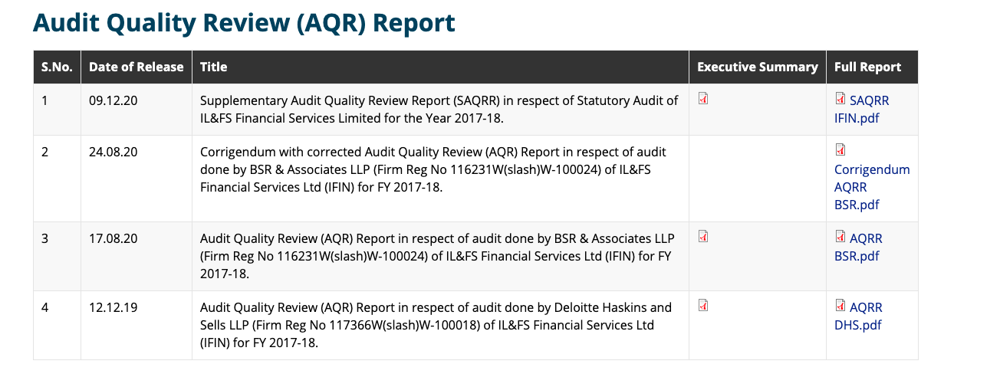 Audit Quality Review (AQR) Report
S.No. Date of Release Title Executive Summary Full Report
1 09.12.20 Supplementary Audit Quality Review Report (SAQRR) in respect of Statutory Audit of SAQRR
IL&FS Financial Services Limited for the Year 2017-18. IFIN.pdf
2 24.08.20 Corrigendum with corrected Audit Quality Review (AQR) Report in respect of audit
done by BSR & Associates LLP (Firm Reg No 116231W(slash)W-100024) of IL&FS Corrigendum
Financial Services Ltd (IFIN) for FY 2017-18. AQRR
BSR.pdf
3 17.08.20 Audit Quality Review (AQR) Report in respect of audit done by BSR & Associates LLP AQRR
(Firm Reg No 116231W(slash)W-100024) of IL&FS Financial Services Ltd (IFIN) for FY BSR.pdf
2017-18.
4 12.12.19 Audit Quality Review (AQR) Report in respect of audit done by Deloitte Haskins and AQRR
Sells LLP (Firm Reg No 117366W(slash)W-100018) of IL&FS Financial Services Ltd DHS.pdf
(IFIN) for FY 2017-18.